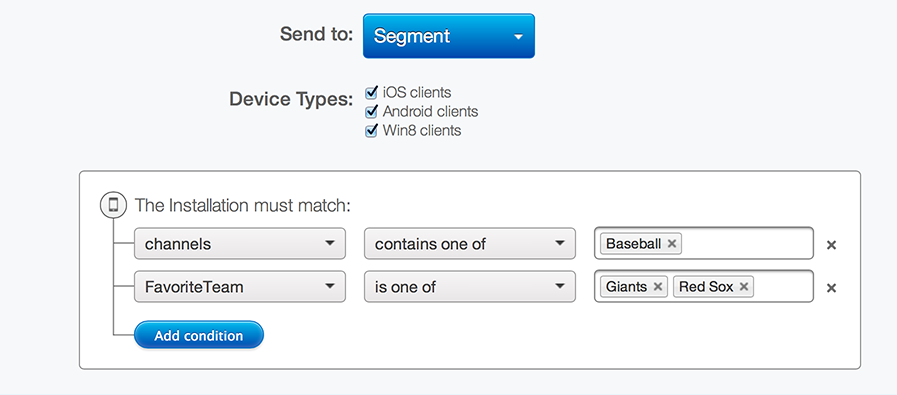 Send to: Segment
Device Types: iOS clients
Android clients
Win8 clients
The Installation must match:
channels contains one of Baseball × ×
FavoriteTeam is one of Giants × Red Sox × ×
Add condition